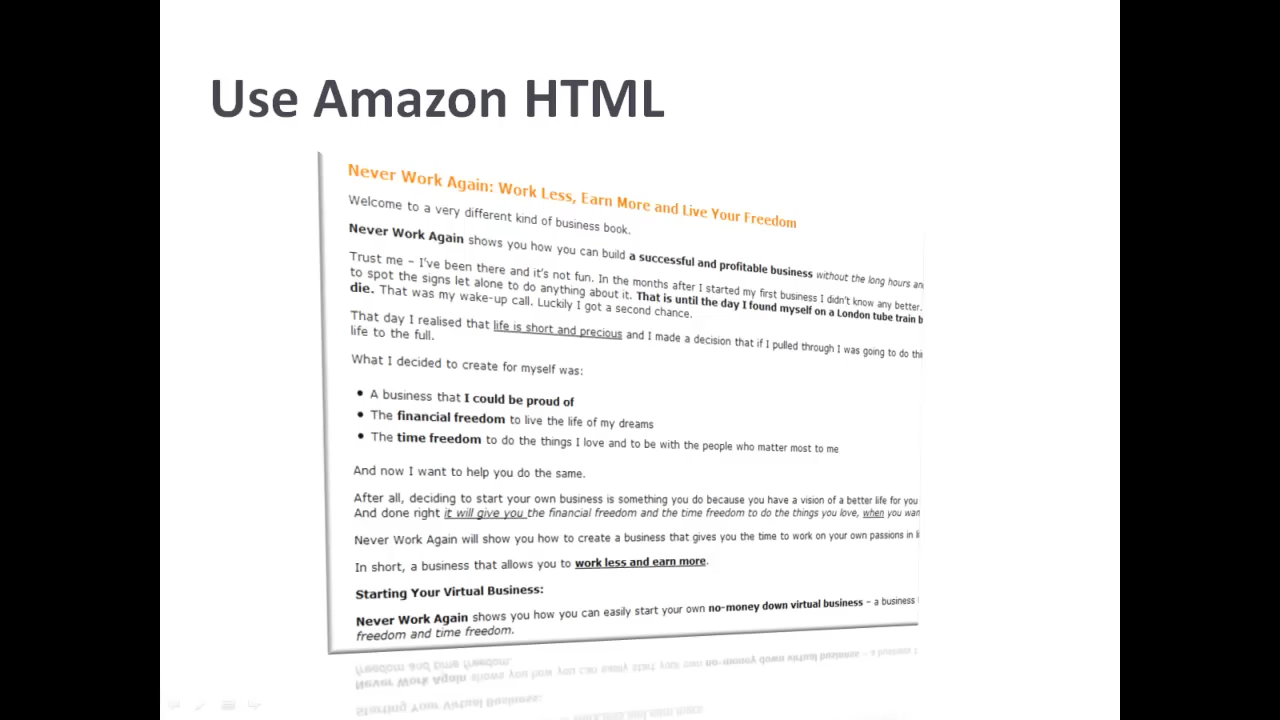 Use Amazon HTML
Never Work Again: Work Less, Earn More and Live Your Freedom
Welcome to a very different kind of business book.
Never Work Again shows you how you can build a successful and profitable business without the long hours
Trust me – I've been there and it's not fun. In the months after I started my first business I didn't know any better.
to spot the signs let alone to do anything about it. That is until the day I found myself on a London tube train
die. That was my wake-up call. Luckily I got a second chance.
That day I realised that life is short and precious and I made a decision that if I pulled through I was going to do
life to the full.
What I decided to create for myself was:
• A business that I could be proud of
• The financial freedom to live the life of my dreams
• The time freedom to do the things I love and to be with the people who matter most to me
And now I want to help you do the same.
After all, deciding to start your own business is something you do because you have a vision of a better life for you
And done right it will give you the financial freedom and the time freedom to do the things you love, when you
Never Work Again will show you how to create a business that gives you the time to work on your own passions in
In short, a business that allows you to work less and earn more.
Starting Your Virtual Business:
Never Work Again shows you how you can easily start your own no-money down virtual business – a business
freedom and time freedom.